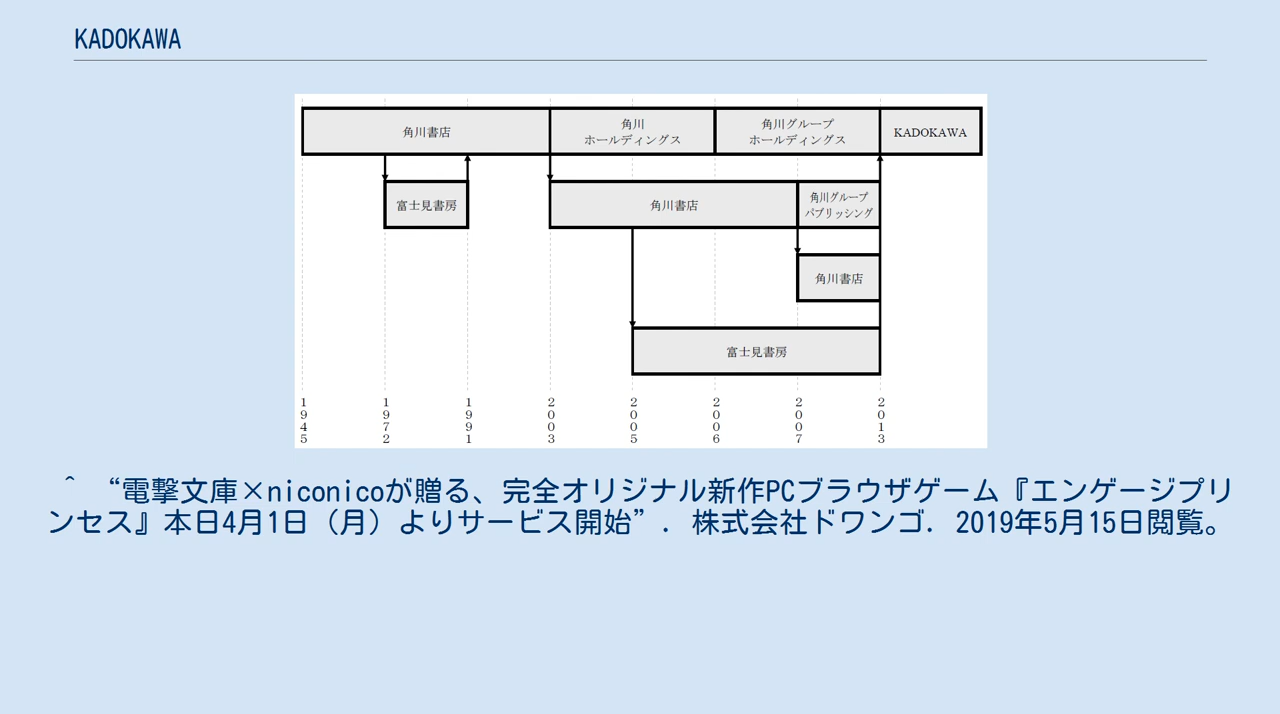 KADOKAWA
角川書店
角川
ホールディングス
角川グループ
ホールディングス
KADOKAWA
富士見書房
角川書店
角川グループ
パブリッシング
角川書店
富士見書房
1945
1972
1991
2003
2005
2006
2007
2013
^ “電撃文庫×niconicoが贈る、完全オリジナル新作PCブラウザゲーム『エンゲージプリ
ンセス』本日4月1日（月）よりサービス開始”. 株式会社ドワンゴ. 2019年5月15日閲覧。